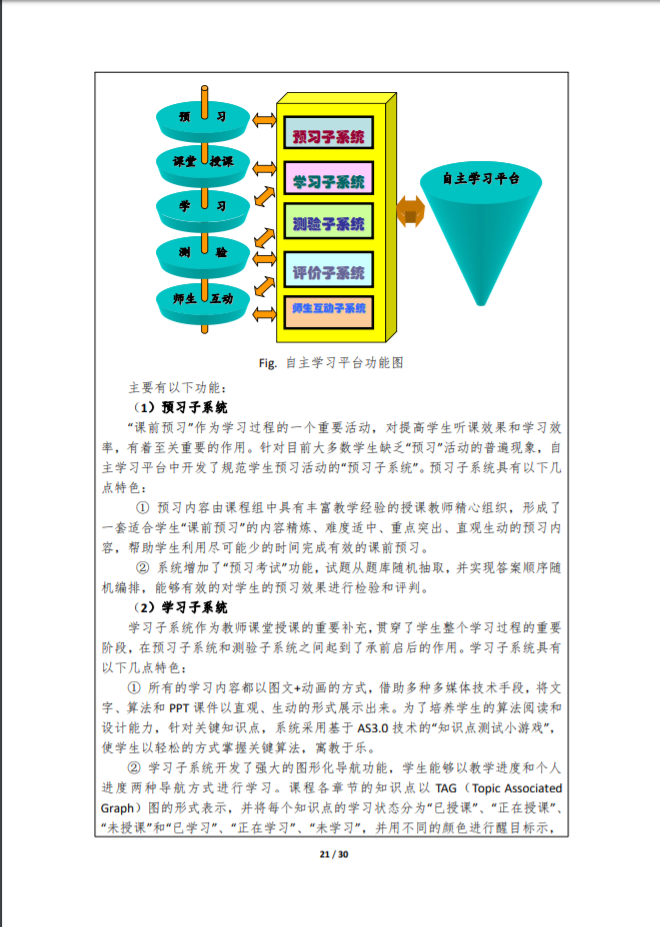 预 习
课堂 授课
学 习
测 验
师生 互动
预习子系统
学习子系统
测验子系统
评价子系统
师生互动子系统
自主学习平台
Fig. 自主学习平台功能图
主要有以下功能：
（1）预习子系统
“课前预习”作为学习过程的一个重要活动，对提高学生听课效果和学习效
率，有着至关重要的作用。针对目前大多数学生缺乏“预习”活动的普遍现象，自
主学习平台中开发了规范学生预习活动的“预习子系统”。预习子系统具有以下几
点特色：
① 预习内容由课程组中具有丰富教学经验的授课教师精心组织，形成了
一套适合学生“课前预习”的内容精炼、难度适中、重点突出、直观生动的预习内
容，帮助学生利用尽可能少的时间完成有效的课前预习。
② 系统增加了“预习考试”功能，试题从题库随机抽取，并实现答案顺序随
机编排，能够有效的对学生的预习效果进行检验和评判。
（2）学习子系统
学习子系统作为教师课堂授课的重要补充，贯穿了学生整个学习过程的重要
阶段，在预习子系统和测验子系统之间起到了承前启后的作用。学习子系统具有
以下几点特色：
① 所有的学习内容都以图文+动画的方式，借助多种多媒体技术手段，将文
字、算法和 PPT 课件以直观、生动的形式展示出来。为了培养学生的算法阅读和
设计能力，针对关键知识点，系统采用基于 AS3.0 技术的“知识点测试小游戏”，
使学生以轻松的方式掌握关键算法，寓教于乐。
② 学习子系统开发了强大的图形化导航功能，学生能够以教学进度和个人
进度两种导航方式进行学习。课程各章节的知识点以 TAG（Topic Associated
Graph）图的形式表示，并将每个知识点的学习状态分为“已授课”、“正在授课”、
“未授课”和“已学习”、“正在学习”、“未学习”，并用不同的颜色进行醒目标示，
21 / 30